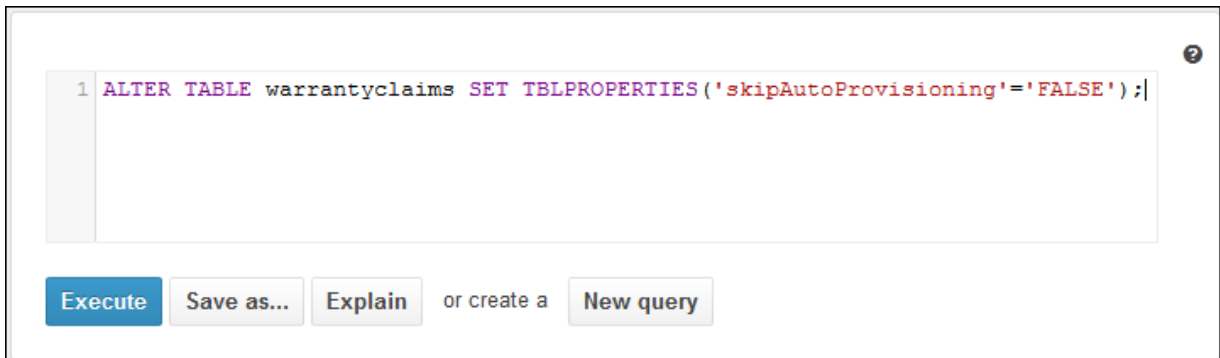 1 ALTER TABLE warrantyclaims SET TBLPROPERTIES('skipAutoProvisioning'='FALSE');
Execute Save as... Explain or create a New query